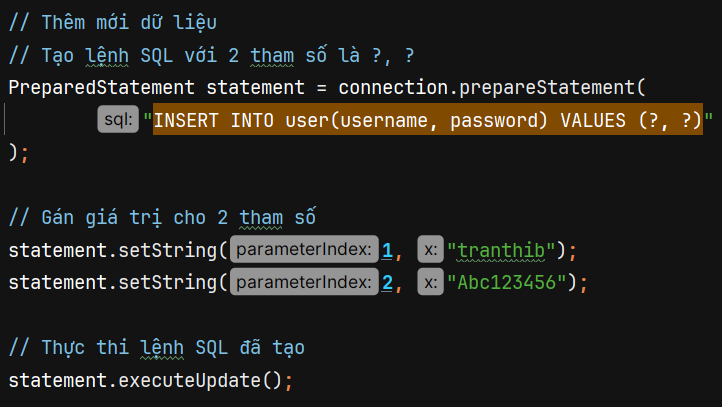 // Thêm mới dữ liệu
// Tạo lệnh SQL với 2 tham số là ?, ?
PreparedStatement statement = connection.prepareStatement(
sql: "INSERT INTO user(username, password) VALUES (?, ?)"
);
// Gán giá trị cho 2 tham số
statement.setString( parameterIndex: 1, x: "tranthib");
statement.setString( parameterIndex: 2, x: "Abc123456");
// Thực thi lệnh SQL đã tạo
statement.executeUpdate();